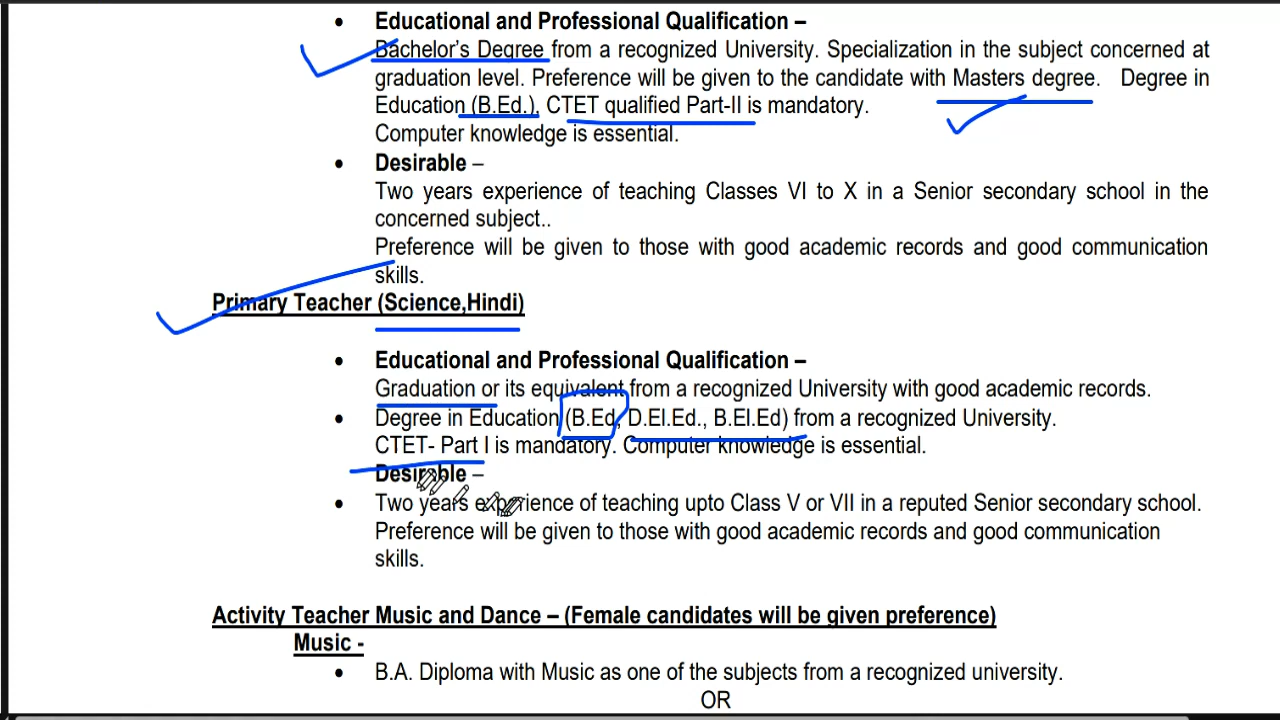 • Educational and Professional Qualification –
Bachelor's Degree from a recognized University. Specialization in the subject concerned at
graduation level. Preference will be given to the candidate with Masters degree. Degree in
Education (B.Ed.), CTET qualified Part-II is mandatory.
Computer knowledge is essential.
• Desirable –
Two years experience of teaching Classes VI to X in a Senior secondary school in the
concerned subject..
Preference will be given to those with good academic records and good communication
skills.
Primary Teacher (Science,Hindi)
• Educational and Professional Qualification –
Graduation or its equivalent from a recognized University with good academic records.
• Degree in Education (B.Ed, D.El.Ed., B.El.Ed) from a recognized University.
CTET- Part I is mandatory. Computer knowledge is essential.
Desirable –
• Two years experience of teaching upto Class V or VII in a reputed Senior secondary school.
Preference will be given to those with good academic records and good communication
skills.
Activity Teacher Music and Dance – (Female candidates will be given preference)
Music -
• B.A. Diploma with Music as one of the subjects from a recognized university.
OR